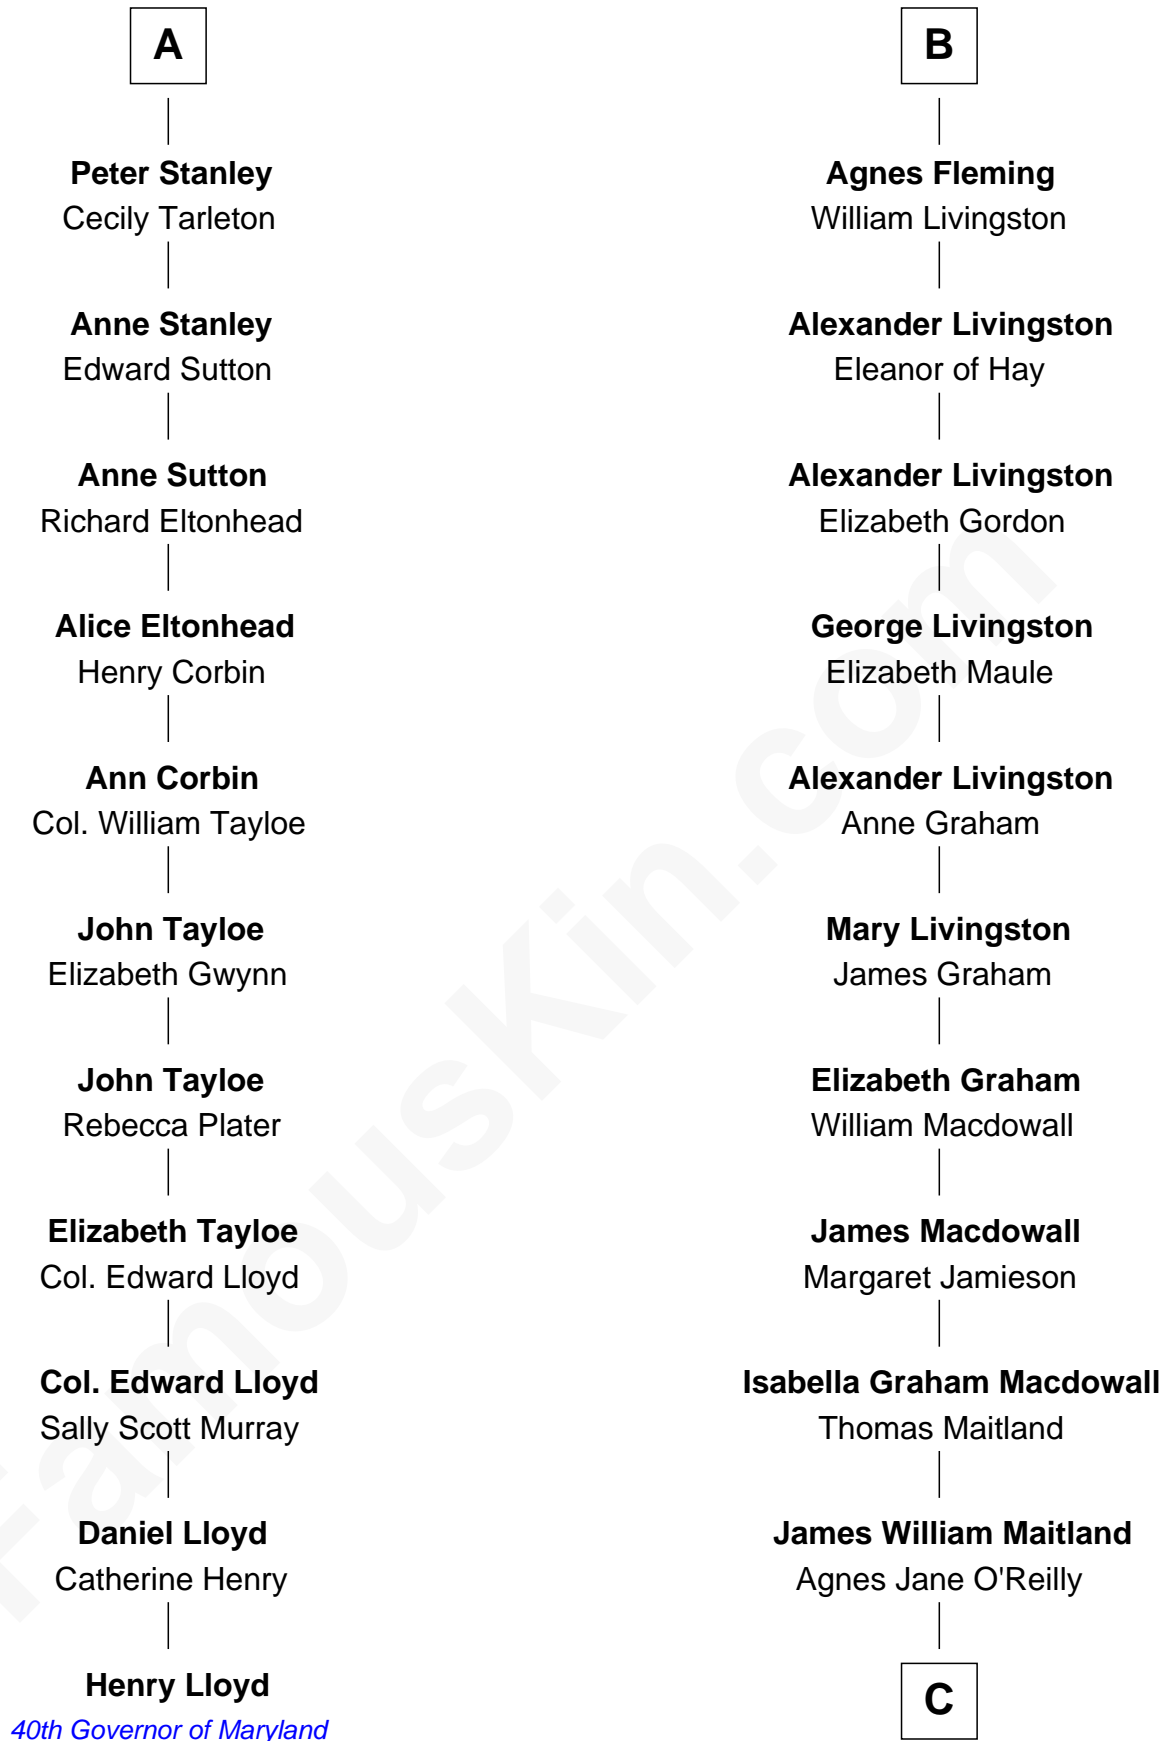 A
Peter Stanley
Cecily Tarleton
Anne Stanley
Edward Sutton
Anne Sutton
Richard Eltonhead
Alice Eltonhead
Henry Corbin
Ann Corbin
Col. William Tayloe
John Tayloe
Elizabeth Gwynn
John Tayloe
Rebecca Plater
Elizabeth Tayloe
Col. Edward Lloyd
Col. Edward Lloyd
Sally Scott Murray
Daniel Lloyd
Catherine Henry
Henry Lloyd
40th Governor of Maryland
B
Agnes Fleming
William Livingston
Alexander Livingston
Eleanor of Hay
Alexander Livingston
Elizabeth Gordon
George Livingston
Elizabeth Maule
Alexander Livingston
Anne Graham
Mary Livingston
James Graham
Elizabeth Graham
William Macdowall
James Macdowall
Margaret Jamieson
Isabella Graham Macdowall
Thomas Maitland
James William Maitland
Agnes Jane O'Reilly
C
FamousKin.com